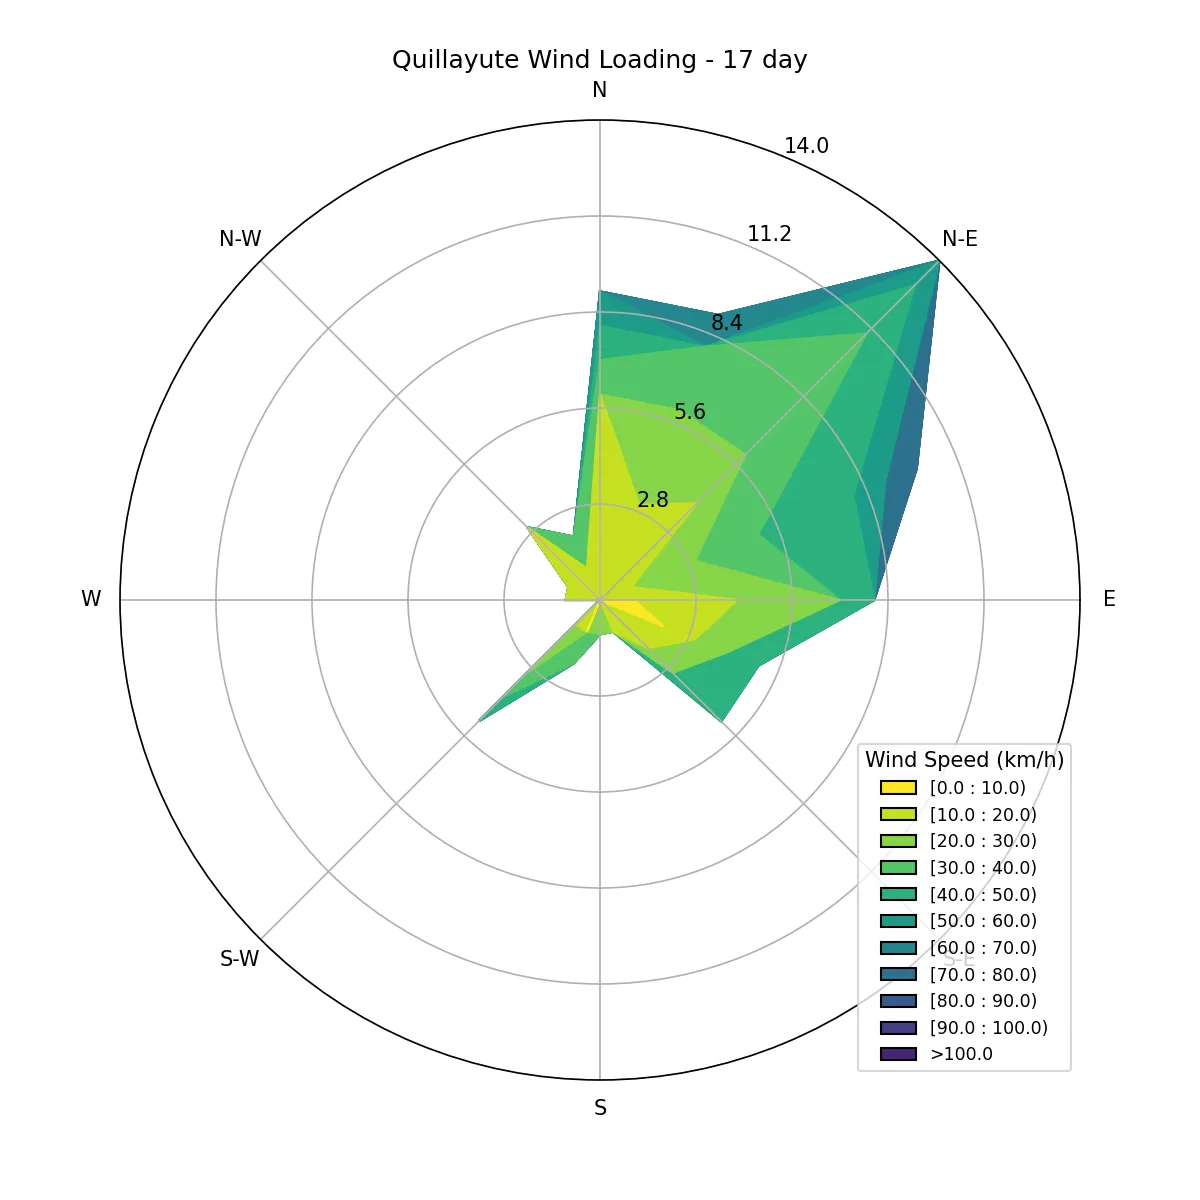 Quillayute Wind Loading - 17 day
N
14.0
11.2
N-W
N-E
8.4
5.6
2.8
W
E
S-W
S-E
S
Wind Speed (km/h)
[0.0 : 10.0)
[10.0 : 20.0)
[20.0 : 30.0)
[30.0 : 40.0)
[40.0 : 50.0)
[50.0 : 60.0)
[60.0 : 70.0)
[70.0 : 80.0)
[80.0 : 90.0)
[90.0 : 100.0)
>100.0